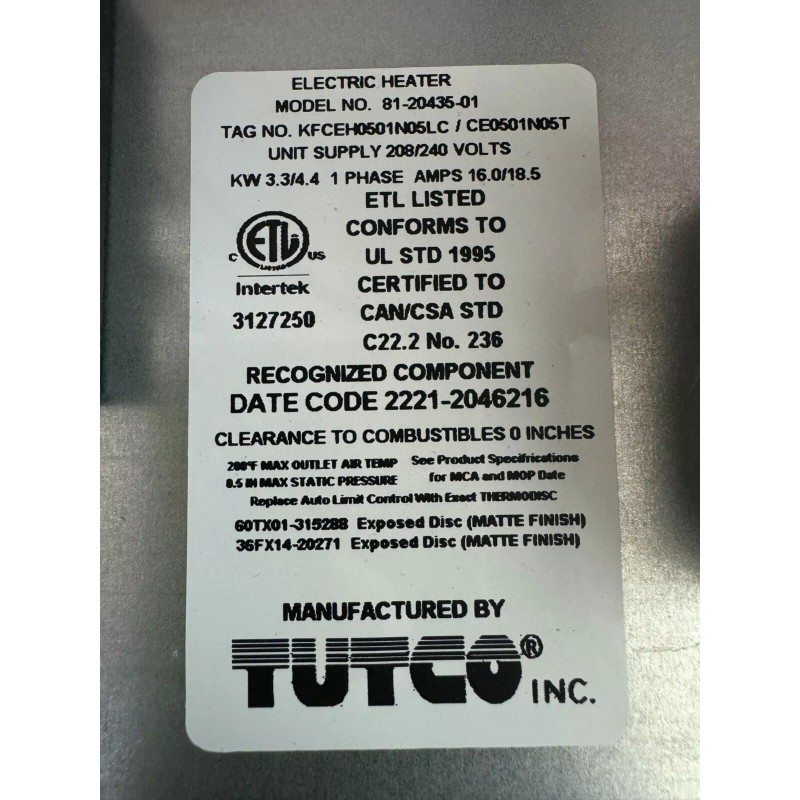 ELECTRIC HEATER
MODEL NO. 81-20435-01
TAG NO. KFCEH0501N05LC / CE0501N05T
UNIT SUPPLY 208/240 VOLTS
KW 3.3/4.4 1 PHASE AMPS 16.0/18.5
ETL LISTED
CONFORMS TO
UL STD 1995
CERTIFIED TO
CAN/CSA STD
C22.2 No. 236
C ETL US
LISTED
Intertek
3127250
RECOGNIZED COMPONENT
DATE CODE 2221-2046216
CLEARANCE TO COMBUSTIBLES 0 INCHES
200°F MAX OUTLET AIR TEMP See Product Specifications
0.5 IN MAX STATIC PRESSURE for MCA and MOP Date
Replace Auto Limit Control With Exact THERMODISC
60TX01-315288 Exposed Disc (MATTE FINISH)
36FX14-20271 Exposed Disc (MATTE FINISH)
MANUFACTURED BY
TUTCO® INC.